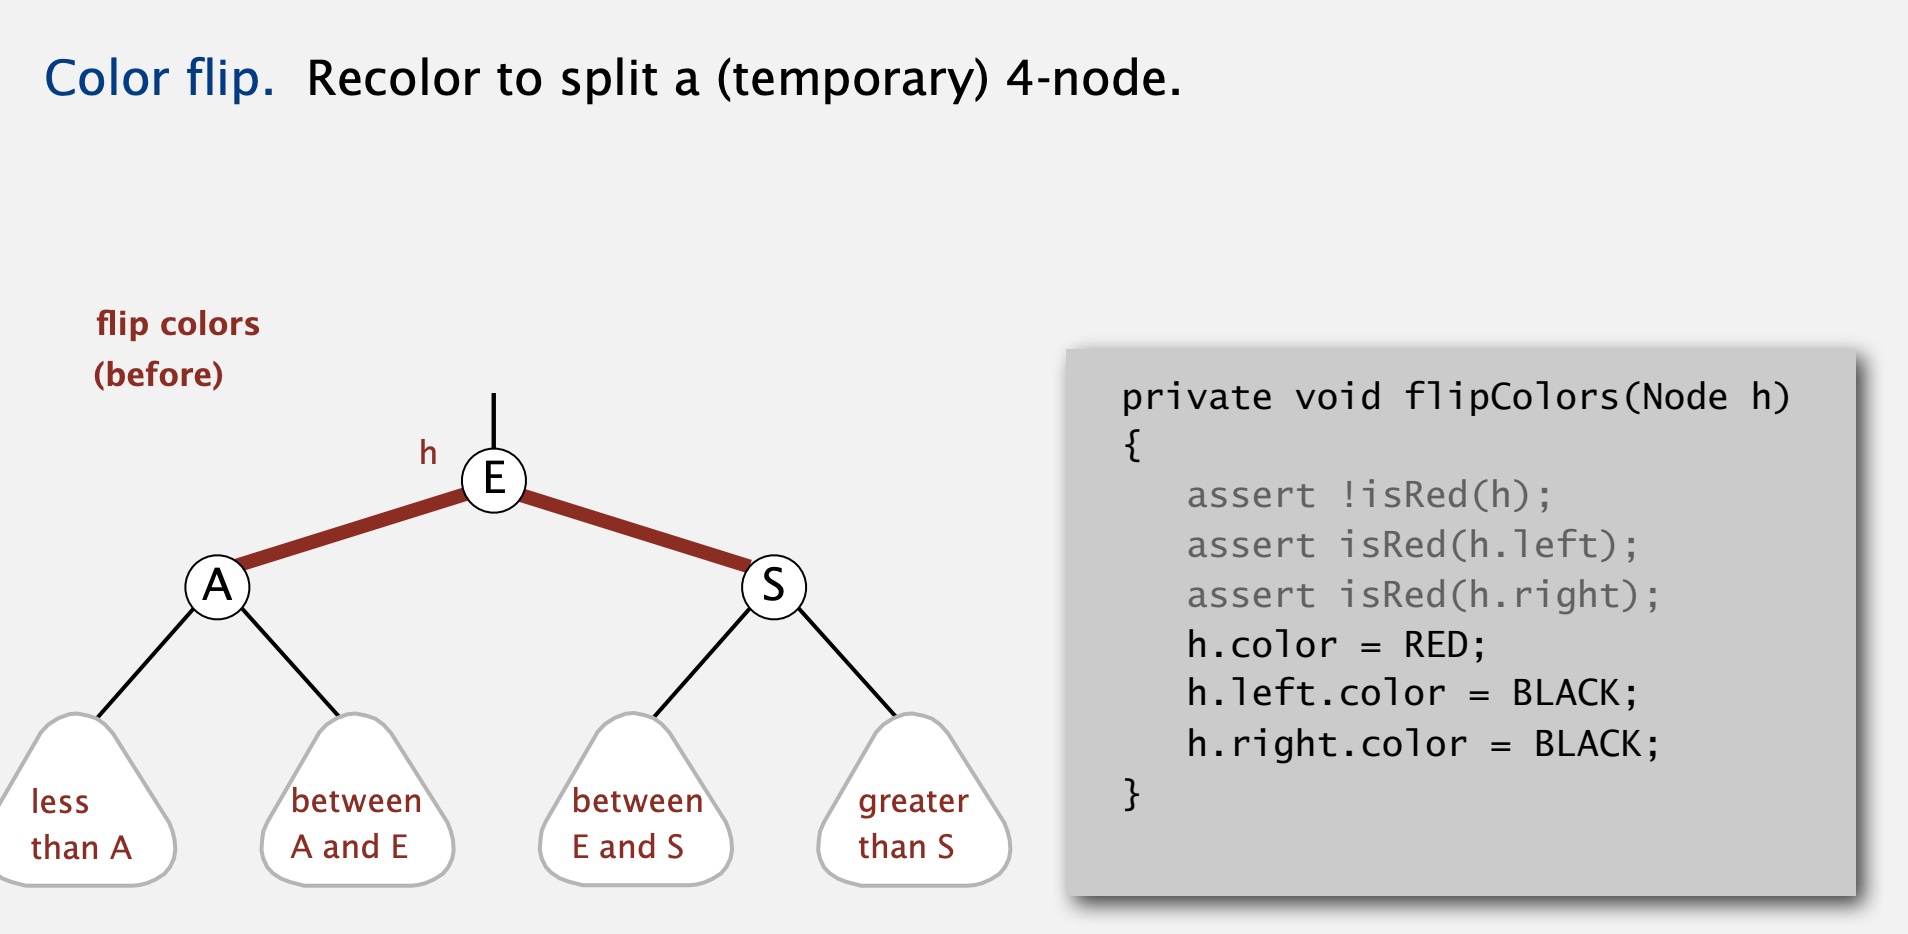 Color flip. Recolor to split a (temporary) 4-node.
flip colors
(before)
h
E
A
S
less
than A
between
A and E
between
E and S
greater
than S
private void flipColors(Node h)
{
assert !isRed(h);
assert isRed(h.left);
assert isRed(h.right);
h.color = RED;
h.left.color = BLACK;
h.right.color = BLACK;
}